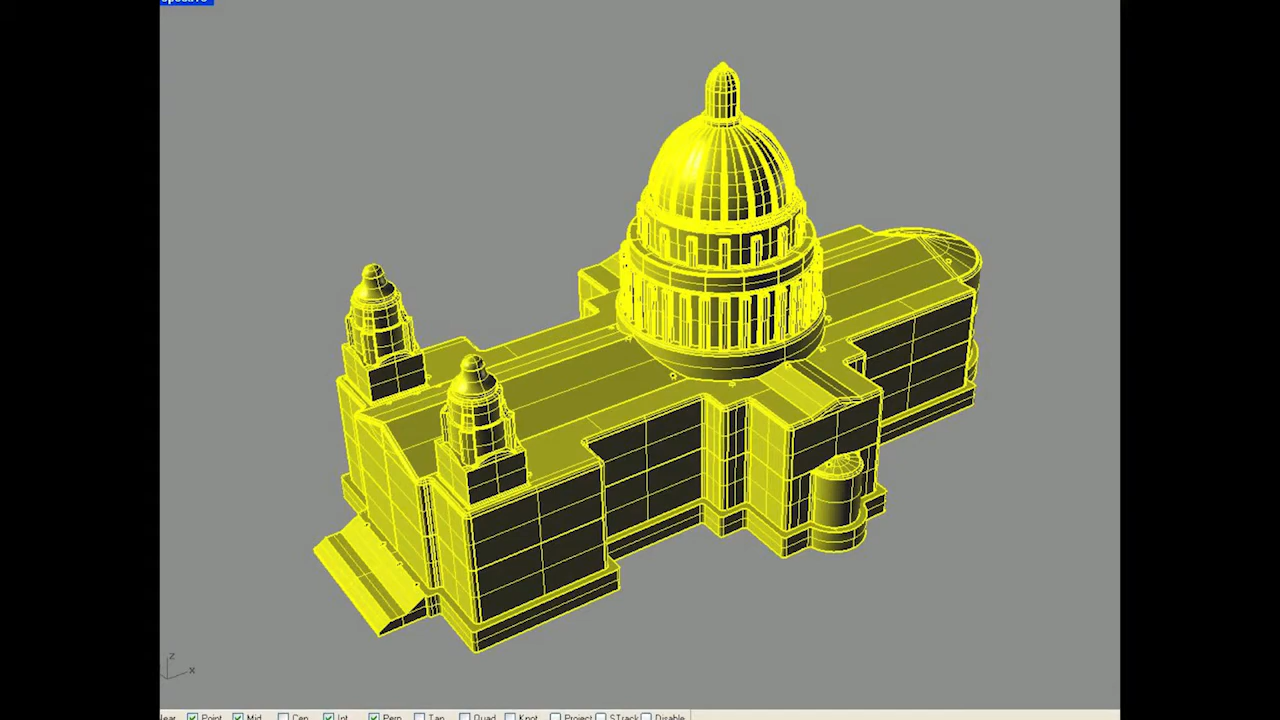 z
x
Point Mid Cen Int Perp Tan Quad Knot Project STrack Disable